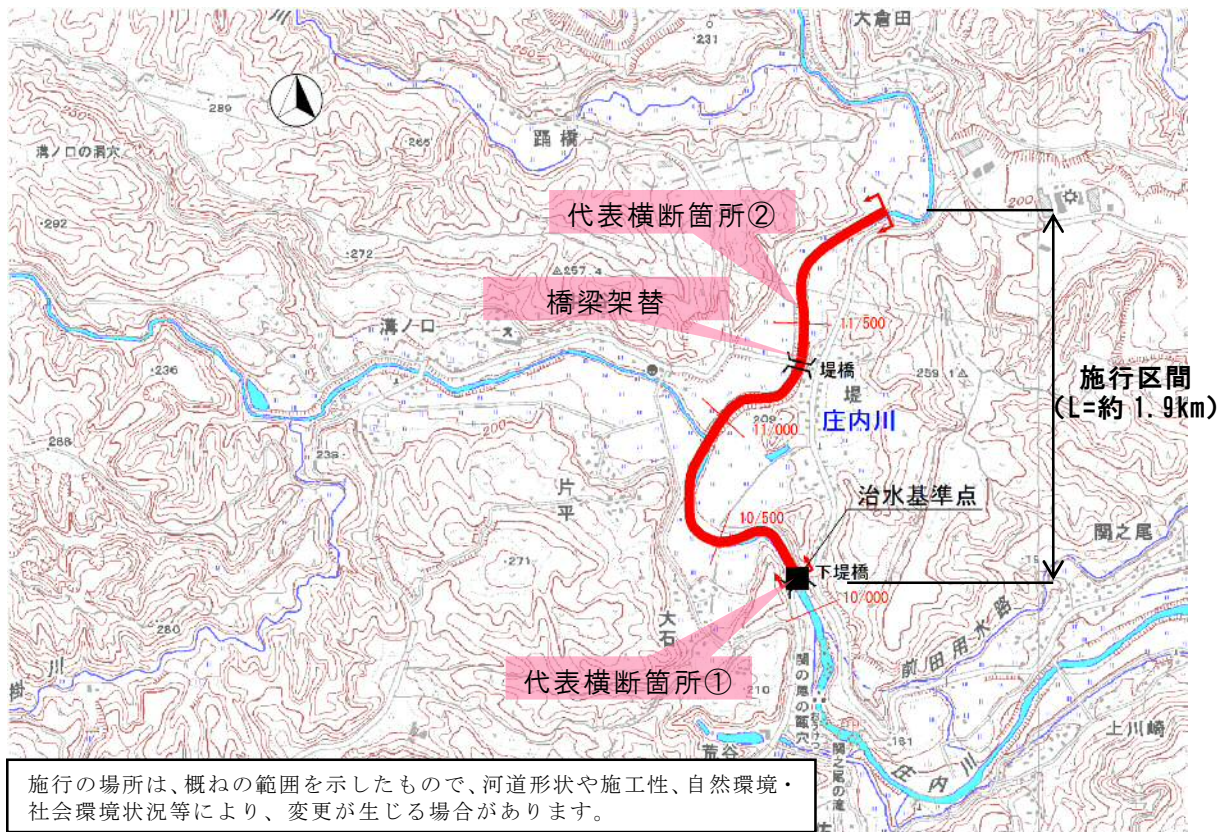 大倉田
川
・231
・289
踊橋
・265
溝ノ口の洞穴
代表横断箇所②
200
・292
・272
△257.4
橋梁架替
溝ノ口
11/500
・236
堤橋
259.1△
施行区間
(L=約1.9km)
堤
209
庄内川
11/000
・288
200
238
片平
治水基準点
10/500
関之尾
・271
下堤橋
10/000
大石
・280
前田用水路
川
掛
代表横断箇所①
・210
関の尾の甌穴
上川崎
荒谷
・161
関之尾の滝
庄内川
施行の場所は、概ねの範囲を示したもので、河道形状や施工性、自然環境・
社会環境状況等により、変更が生じる場合があります。